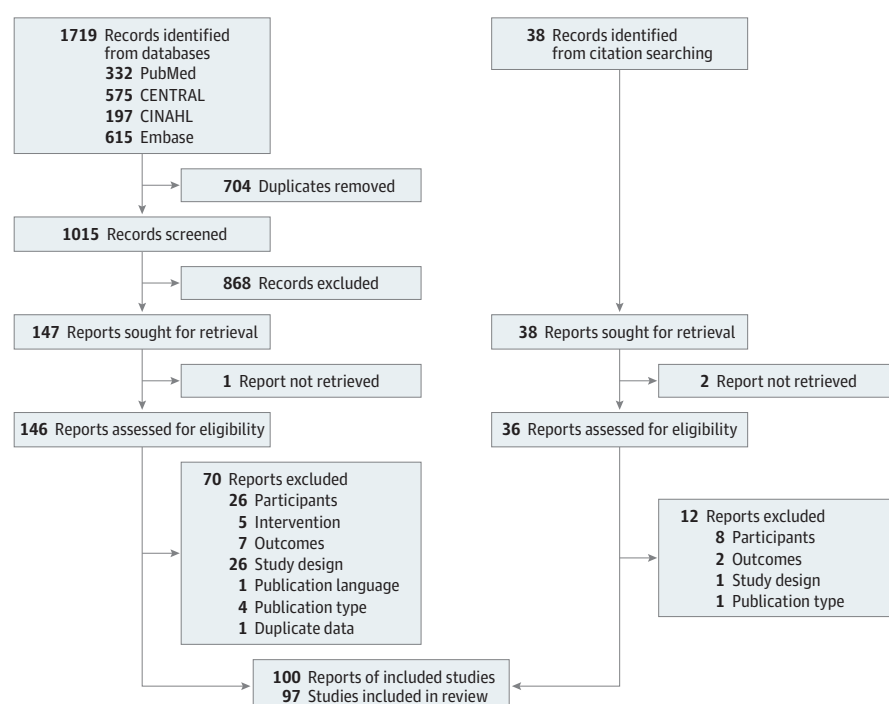 1719 Records identified
from databases
332 PubMed
575 CENTRAL
197 CINAHL
615 Embase
38 Records identified
from citation searching
704 Duplicates removed
1015 Records screened
868 Records excluded
147 Reports sought for retrieval
38 Reports sought for retrieval
1 Report not retrieved
2 Report not retrieved
146 Reports assessed for eligibility
36 Reports assessed for eligibility
70 Reports excluded
26 Participants
5 Intervention
7 Outcomes
26 Study design
1 Publication language
4 Publication type
1 Duplicate data
12 Reports excluded
8 Participants
2 Outcomes
1 Study design
1 Publication type
100 Reports of included studies
97 Studies included in review